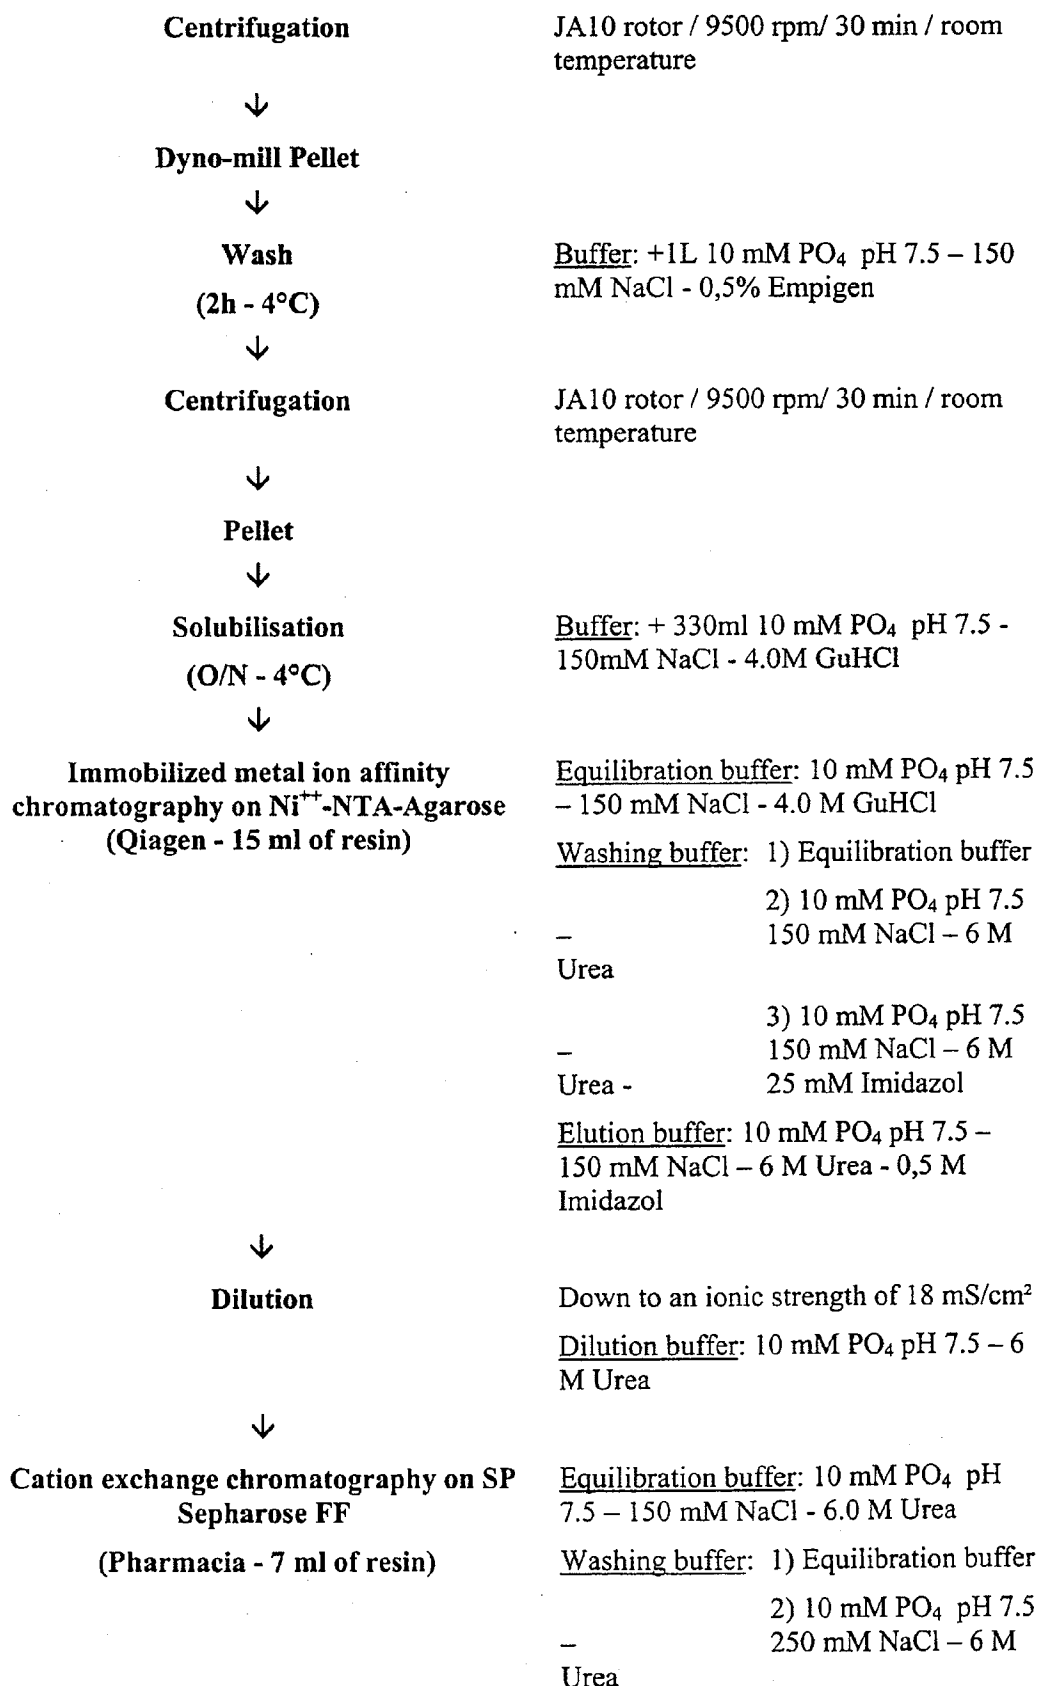 Centrifugation
JA10 rotor / 9500 rpm/ 30 min / room
temperature
↓
Dyno-mill Pellet
↓
Wash
(2h - 4°C)
Buffer: +1L 10 mM PO₄ pH 7.5 – 150
mM NaCl - 0,5% Empigen
↓
Centrifugation
JA10 rotor / 9500 rpm/ 30 min / room
temperature
↓
Pellet
↓
Solubilisation
(O/N - 4°C)
Buffer: + 330ml 10 mM PO₄ pH 7.5 -
150mM NaCl - 4.0M GuHCl
↓
Immobilized metal ion affinity
chromatography on Ni⁺⁺-NTA-Agarose
(Qiagen - 15 ml of resin)
Equilibration buffer: 10 mM PO₄ pH 7.5
– 150 mM NaCl - 4.0 M GuHCl
Washing buffer: 1) Equilibration buffer
2) 10 mM PO₄ pH 7.5
– 150 mM NaCl – 6 M
Urea
3) 10 mM PO₄ pH 7.5
– 150 mM NaCl – 6 M
Urea - 25 mM Imidazol
Elution buffer: 10 mM PO₄ pH 7.5 –
150 mM NaCl – 6 M Urea - 0,5 M
Imidazol
↓
Dilution
Down to an ionic strength of 18 mS/cm²
Dilution buffer: 10 mM PO₄ pH 7.5 – 6
M Urea
↓
Cation exchange chromatography on SP
Sepharose FF
(Pharmacia - 7 ml of resin)
Equilibration buffer: 10 mM PO₄ pH
7.5 – 150 mM NaCl - 6.0 M Urea
Washing buffer: 1) Equilibration buffer
2) 10 mM PO₄ pH 7.5
– 250 mM NaCl – 6 M
Urea